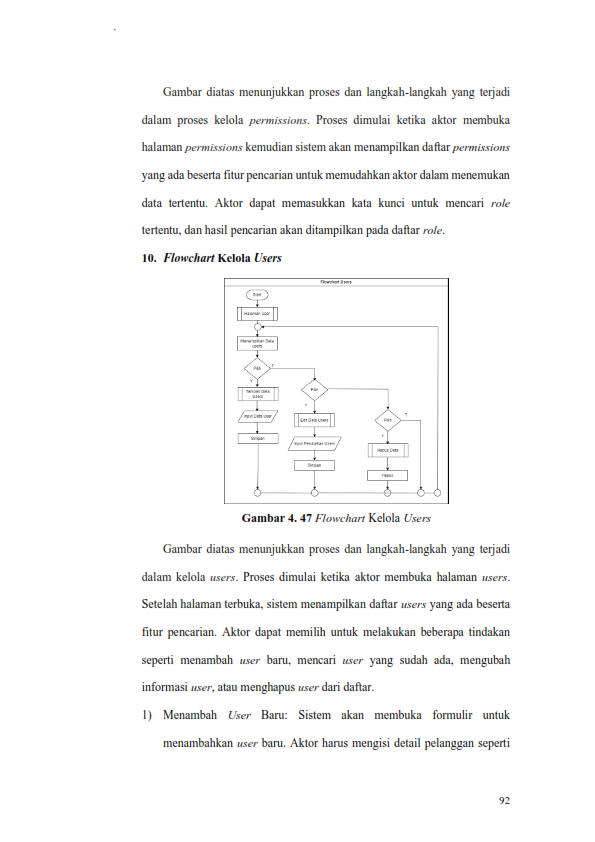 Gambar diatas menunjukkan proses dan langkah-langkah yang terjadi
dalam proses kelola permissions. Proses dimulai ketika aktor membuka
halaman permissions kemudian sistem akan menampilkan daftar permissions
yang ada beserta fitur pencarian untuk memudahkan aktor dalam menemukan
data tertentu. Aktor dapat memasukkan kata kunci untuk mencari role
tertentu, dan hasil pencarian akan ditampilkan pada daftar role.
10. Flowchart Kelola Users
Flowchart Users
Start
Halaman User
Menampilkan Data
users
Pilih
T
Y
Tambah Data
Users
Input Data User
Simpan
Pilih
Y
Edit Data Users
Input Perubahan Users
Simpan
Pilih
T
Y
Hapus Data
Hapus
Gambar 4. 47 Flowchart Kelola Users
Gambar diatas menunjukkan proses dan langkah-langkah yang terjadi
dalam kelola users. Proses dimulai ketika aktor membuka halaman users.
Setelah halaman terbuka, sistem menampilkan daftar users yang ada beserta
fitur pencarian. Aktor dapat memilih untuk melakukan beberapa tindakan
seperti menambah user baru, mencari user yang sudah ada, mengubah
informasi user, atau menghapus user dari daftar.
1) Menambah User Baru: Sistem akan membuka formulir untuk
menambahkan user baru. Aktor harus mengisi detail pelanggan seperti
92